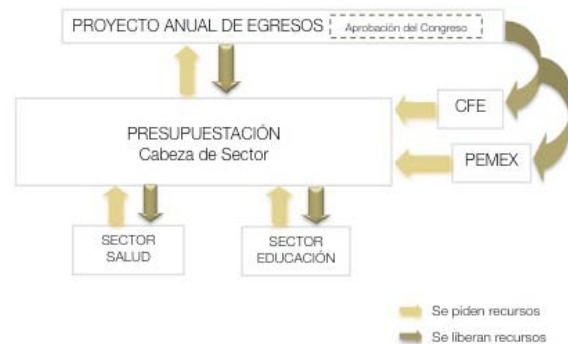 PROYECTO ANUAL DE EGRESOS
Aprobación del Congreso
CFE
PRESUPUESTACIÓN
Cabeza de Sector
PEMEX
SECTOR
SALUD
SECTOR
EDUCACIÓN
Se piden recursos
Se liberan recursos